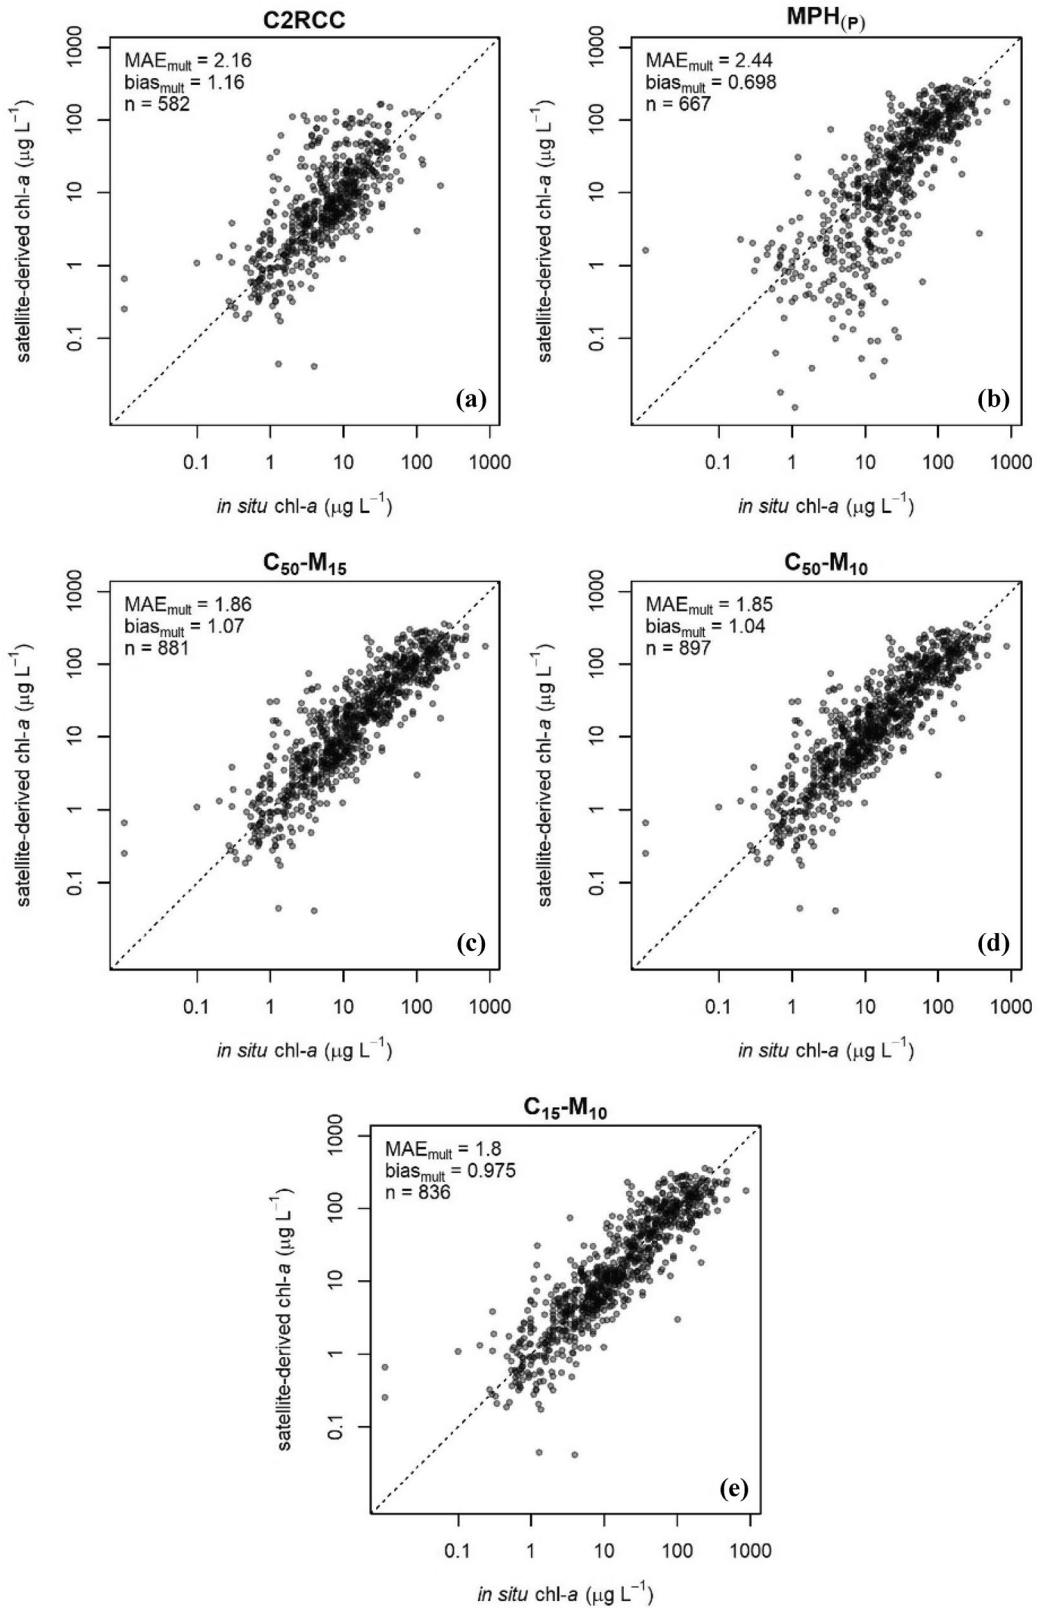 C2RCC
MAEmult = 2.16
biasmult = 1.16
n = 582
satellite-derived chl-a (μg L−1)
1000
100
10
1
0.1
(a)
0.1 1 10 100 1000
in situ chl-a (μg L−1)
MPH(P)
MAEmult = 2.44
biasmult = 0.698
n = 667
satellite-derived chl-a (μg L−1)
1000
100
10
1
0.1
(b)
0.1 1 10 100 1000
in situ chl-a (μg L−1)
C50-M15
MAEmult = 1.86
biasmult = 1.07
n = 881
satellite-derived chl-a (μg L−1)
1000
100
10
1
0.1
(c)
0.1 1 10 100 1000
in situ chl-a (μg L−1)
C50-M10
MAEmult = 1.85
biasmult = 1.04
n = 897
satellite-derived chl-a (μg L−1)
1000
100
10
1
0.1
(d)
0.1 1 10 100 1000
in situ chl-a (μg L−1)
C15-M10
MAEmult = 1.8
biasmult = 0.975
n = 836
satellite-derived chl-a (μg L−1)
1000
100
10
1
0.1
(e)
0.1 1 10 100 1000
in situ chl-a (μg L−1)